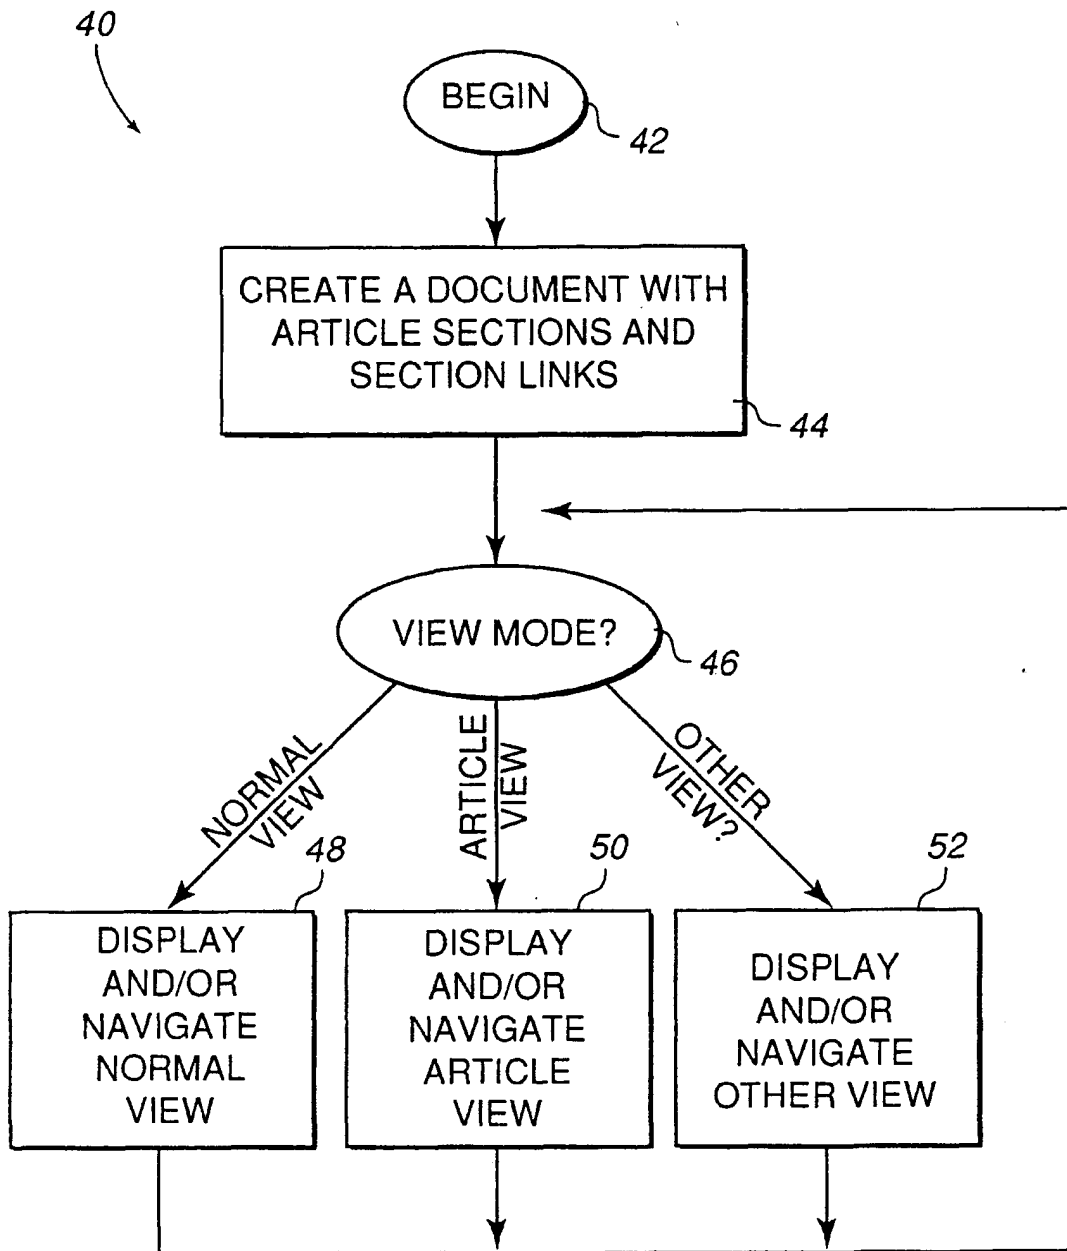 40
BEGIN
42
CREATE A DOCUMENT WITH
ARTICLE SECTIONS AND
SECTION LINKS
44
VIEW MODE?
46
NORMAL
VIEW
ARTICLE
VIEW
OTHER
VIEW?
48
DISPLAY
AND/OR
NAVIGATE
NORMAL
VIEW
50
DISPLAY
AND/OR
NAVIGATE
ARTICLE
VIEW
52
DISPLAY
AND/OR
NAVIGATE
OTHER VIEW